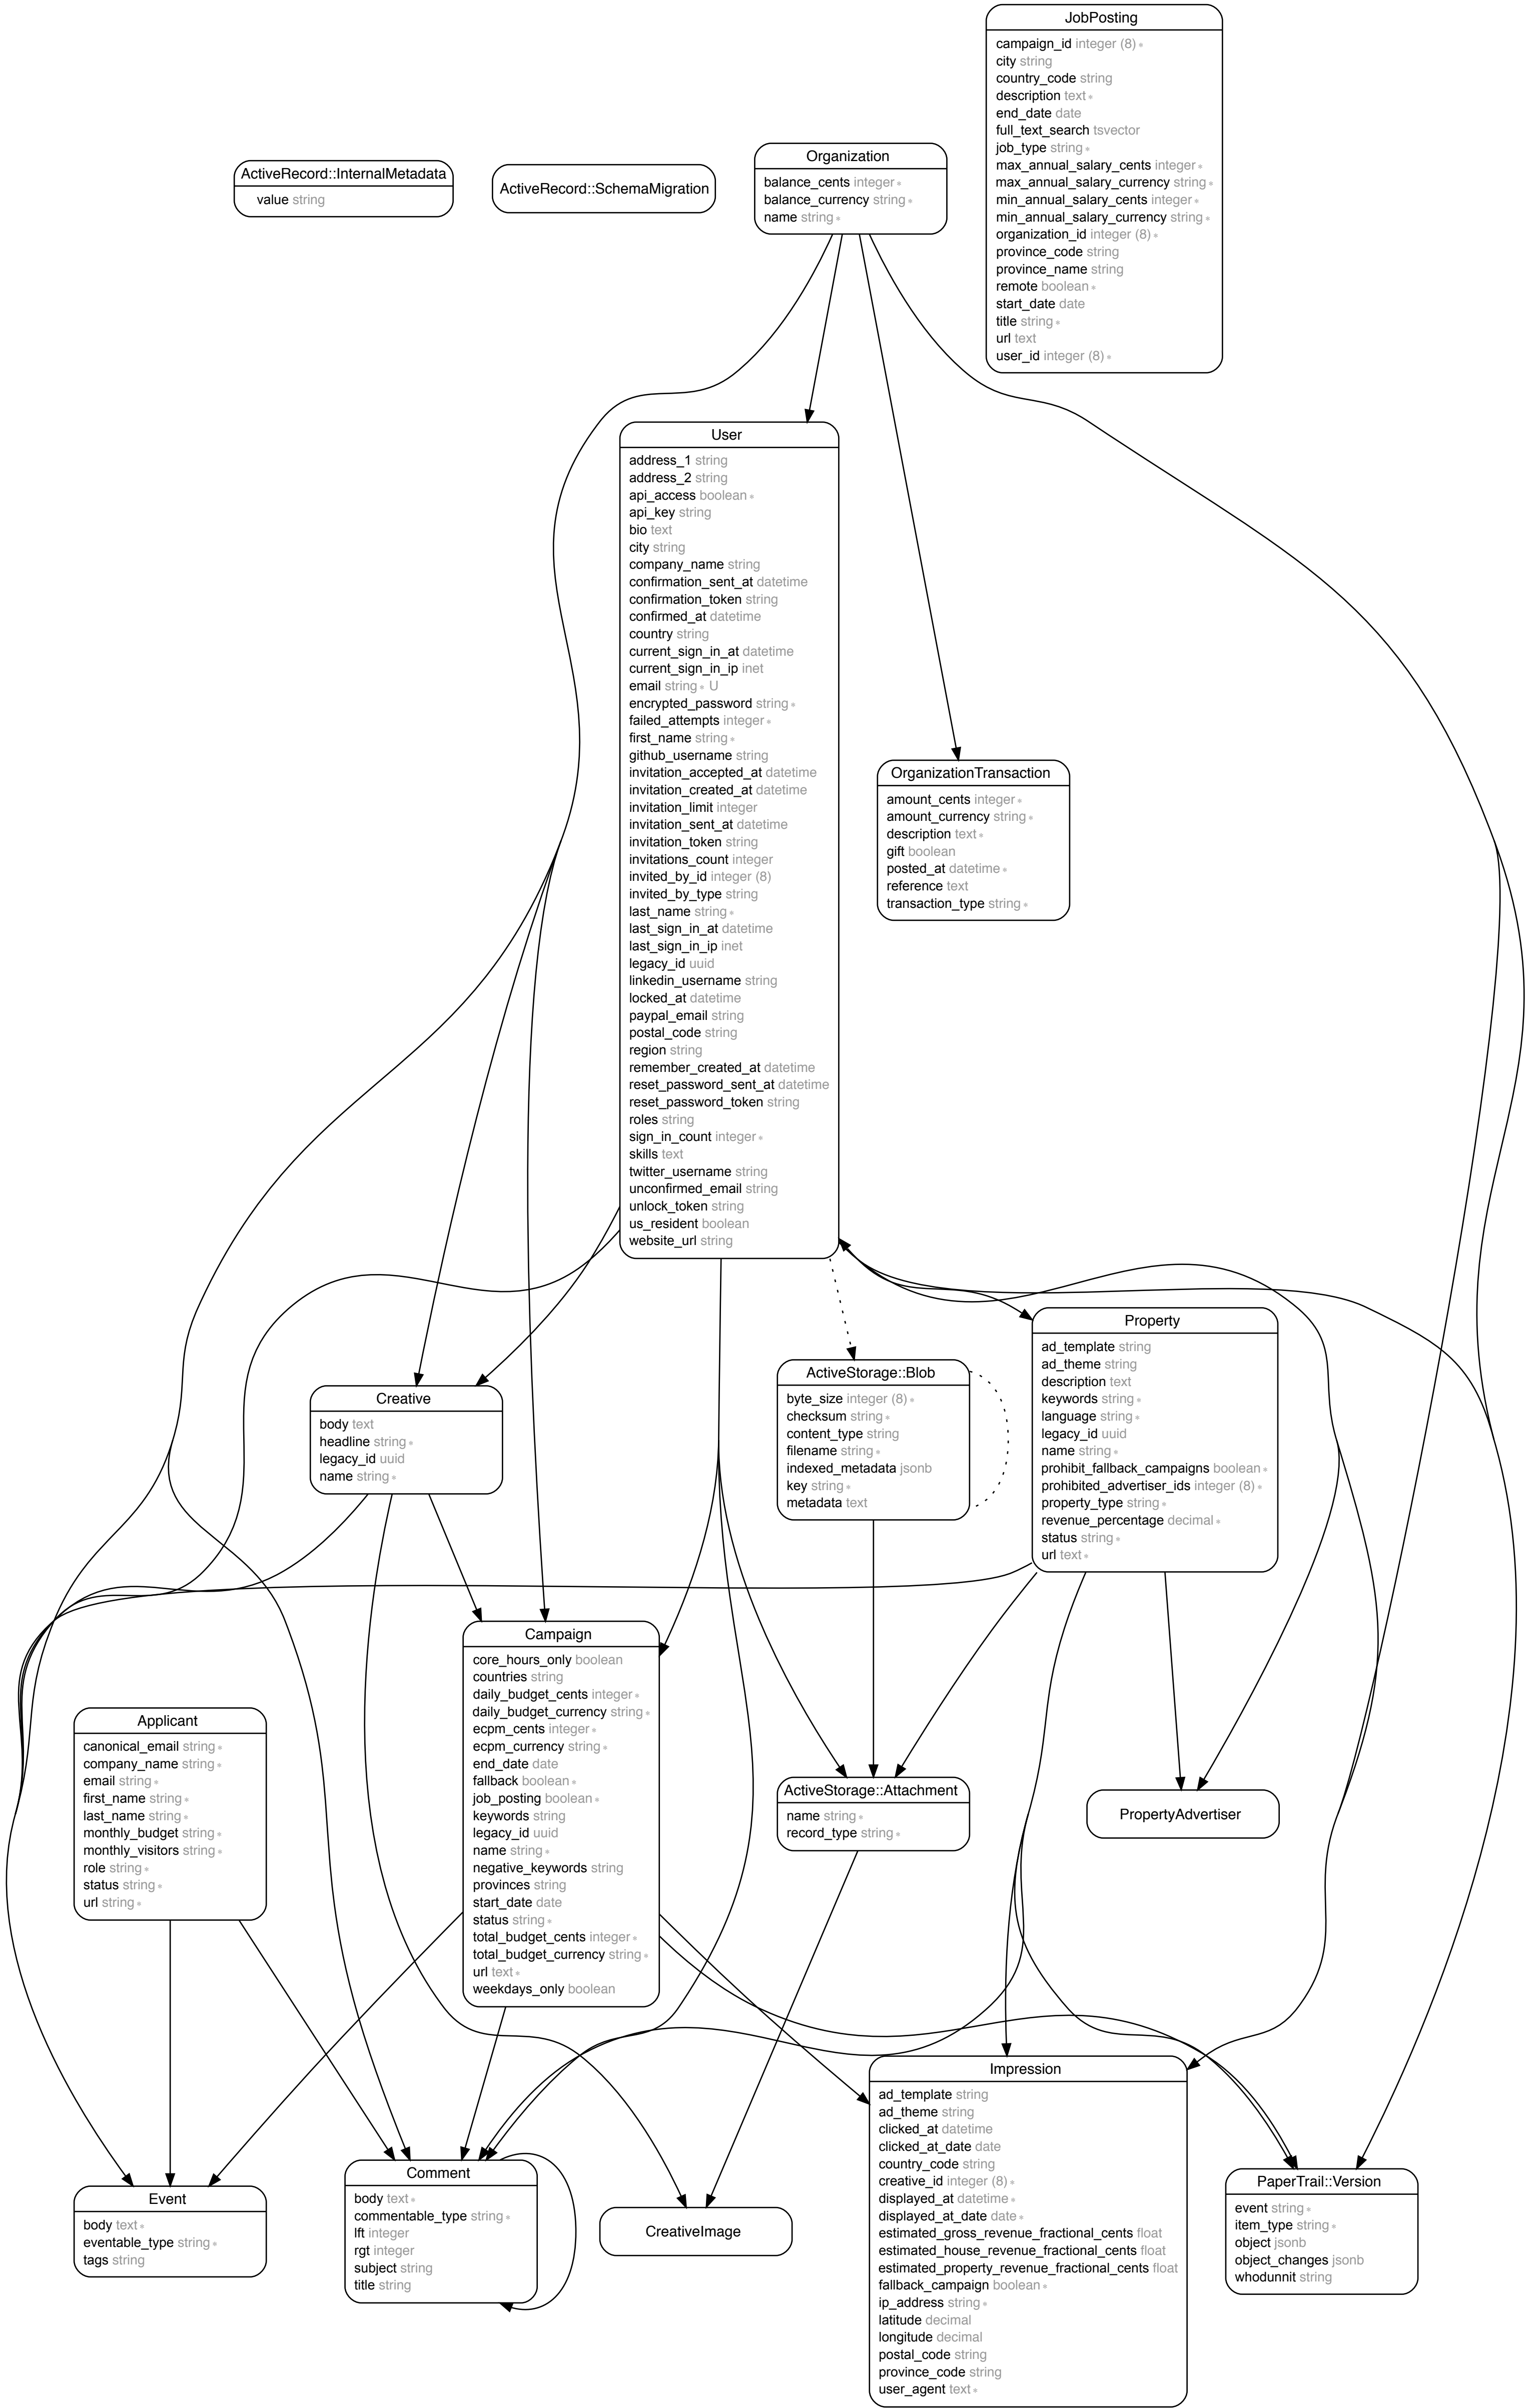 JobPosting
campaign_id integer (8) *
city string
country_code string
description text *
end_date date
full_text_search tsvector
job_type string *
max_annual_salary_cents integer *
max_annual_salary_currency string *
min_annual_salary_cents integer *
min_annual_salary_currency string *
organization_id integer (8) *
province_code string
province_name string
remote boolean *
start_date date
title string *
url text
user_id integer (8) *
ActiveRecord::InternalMetadata
value string
ActiveRecord::SchemaMigration
Organization
balance_cents integer *
balance_currency string *
name string *
User
address_1 string
address_2 string
api_access boolean *
api_key string
bio text
city string
company_name string
confirmation_sent_at datetime
confirmation_token string
confirmed_at datetime
country string
current_sign_in_at datetime
current_sign_in_ip inet
email string * U
encrypted_password string *
failed_attempts integer *
first_name string *
github_username string
invitation_accepted_at datetime
invitation_created_at datetime
invitation_limit integer
invitation_sent_at datetime
invitation_token string
invitations_count integer
invited_by_id integer (8)
invited_by_type string
last_name string *
last_sign_in_at datetime
last_sign_in_ip inet
legacy_id uuid
linkedin_username string
locked_at datetime
paypal_email string
postal_code string
region string
remember_created_at datetime
reset_password_sent_at datetime
reset_password_token string
roles string
sign_in_count integer *
skills text
twitter_username string
unconfirmed_email string
unlock_token string
us_resident boolean
website_url string
OrganizationTransaction
amount_cents integer *
amount_currency string *
description text *
gift boolean
posted_at datetime *
reference text
transaction_type string *
Property
ad_template string
ad_theme string
description text
keywords string *
language string *
legacy_id uuid
name string *
prohibit_fallback_campaigns boolean *
prohibited_advertiser_ids integer (8) *
property_type string *
revenue_percentage decimal *
status string *
url text *
ActiveStorage::Blob
byte_size integer (8) *
checksum string *
content_type string
filename string *
indexed_metadata jsonb
key string *
metadata text
Creative
body text
headline string *
legacy_id uuid
name string *
Campaign
core_hours_only boolean
countries string
daily_budget_cents integer *
daily_budget_currency string *
ecpm_cents integer *
ecpm_currency string *
end_date date
fallback boolean *
job_posting boolean *
keywords string
legacy_id uuid
name string *
negative_keywords string
provinces string
start_date date
status string *
total_budget_cents integer *
total_budget_currency string *
url text *
weekdays_only boolean
Applicant
canonical_email string *
company_name string *
email string *
first_name string *
last_name string *
monthly_budget string *
monthly_visitors string *
role string *
status string *
url string *
ActiveStorage::Attachment
name string *
record_type string *
PropertyAdvertiser
Impression
ad_template string
ad_theme string
clicked_at datetime
clicked_at_date date
country_code string
creative_id integer (8) *
displayed_at datetime *
displayed_at_date date *
estimated_gross_revenue_fractional_cents float
estimated_house_revenue_fractional_cents float
estimated_property_revenue_fractional_cents float
fallback_campaign boolean *
ip_address string *
latitude decimal
longitude decimal
postal_code string
province_code string
user_agent text *
Event
body text *
eventable_type string *
tags string
Comment
body text *
commentable_type string *
lft integer
rgt integer
subject string
title string
CreativeImage
PaperTrail::Version
event string *
item_type string *
object jsonb
object_changes jsonb
whodunnit string